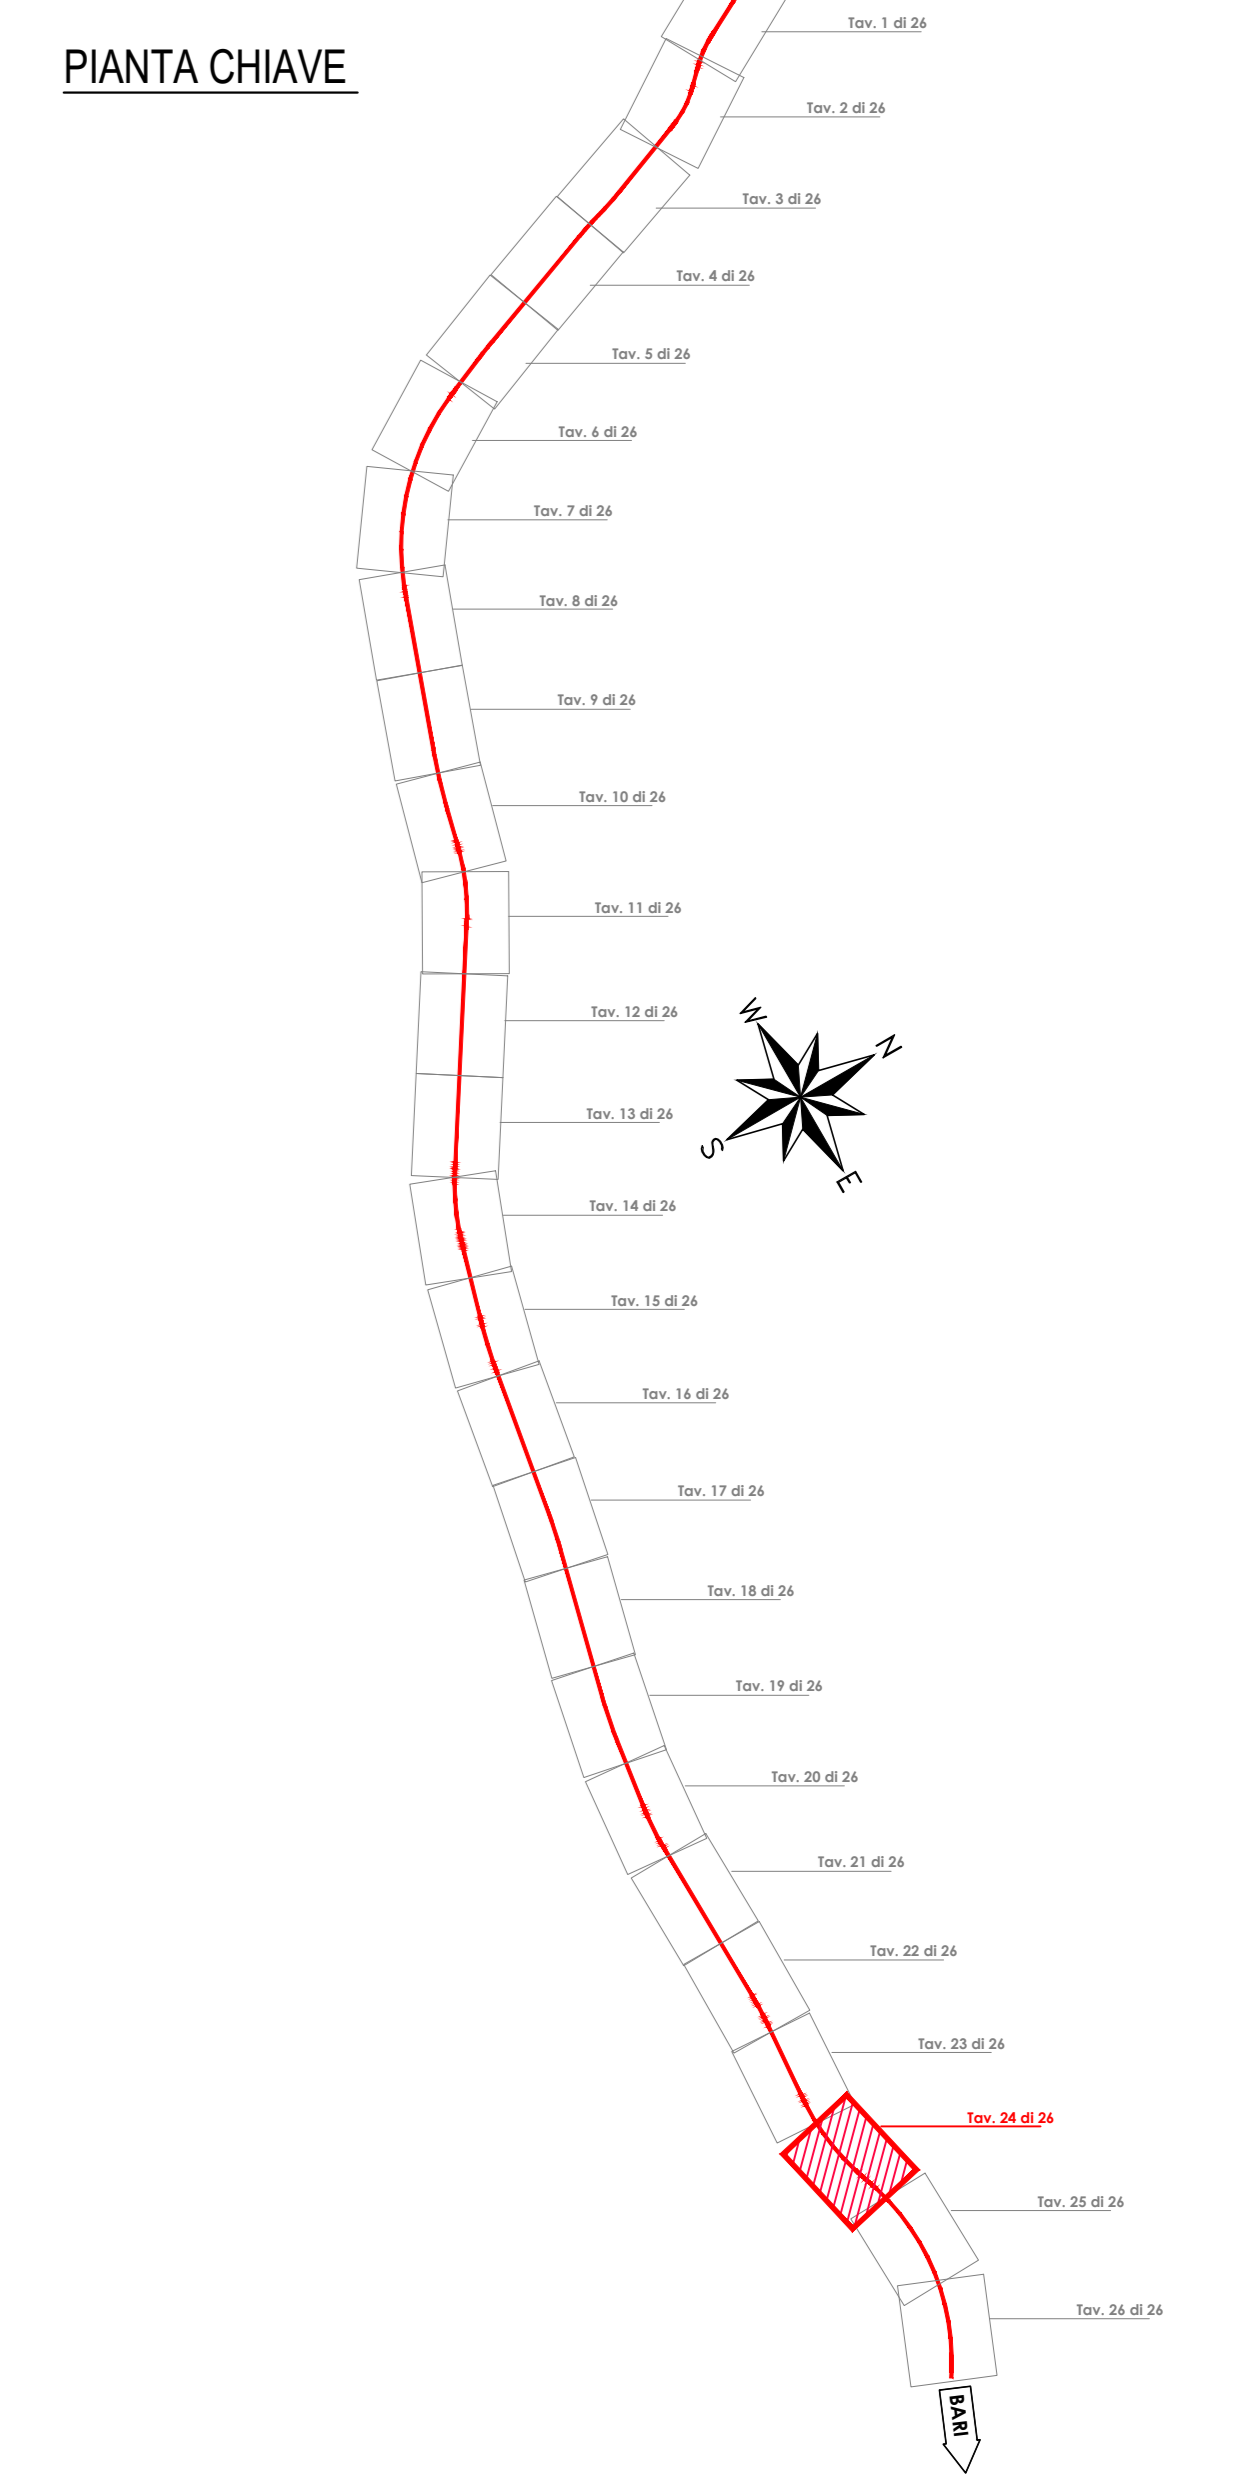 PIANTA CHIAVE
Tav. 1 di 26
Tav. 2 di 26
Tav. 3 di 26
Tav. 4 di 26
Tav. 5 di 26
Tav. 6 di 26
Tav. 7 di 26
Tav. 8 di 26
Tav. 9 di 26
Tav. 10 di 26
Tav. 11 di 26
Tav. 12 di 26
W
N
S
E
Tav. 13 di 26
Tav. 14 di 26
Tav. 15 di 26
Tav. 16 di 26
Tav. 17 di 26
Tav. 18 di 26
Tav. 19 di 26
Tav. 20 di 26
Tav. 21 di 26
Tav. 22 di 26
Tav. 23 di 26
Tav. 24 di 26
Tav. 25 di 26
Tav. 26 di 26
BARI